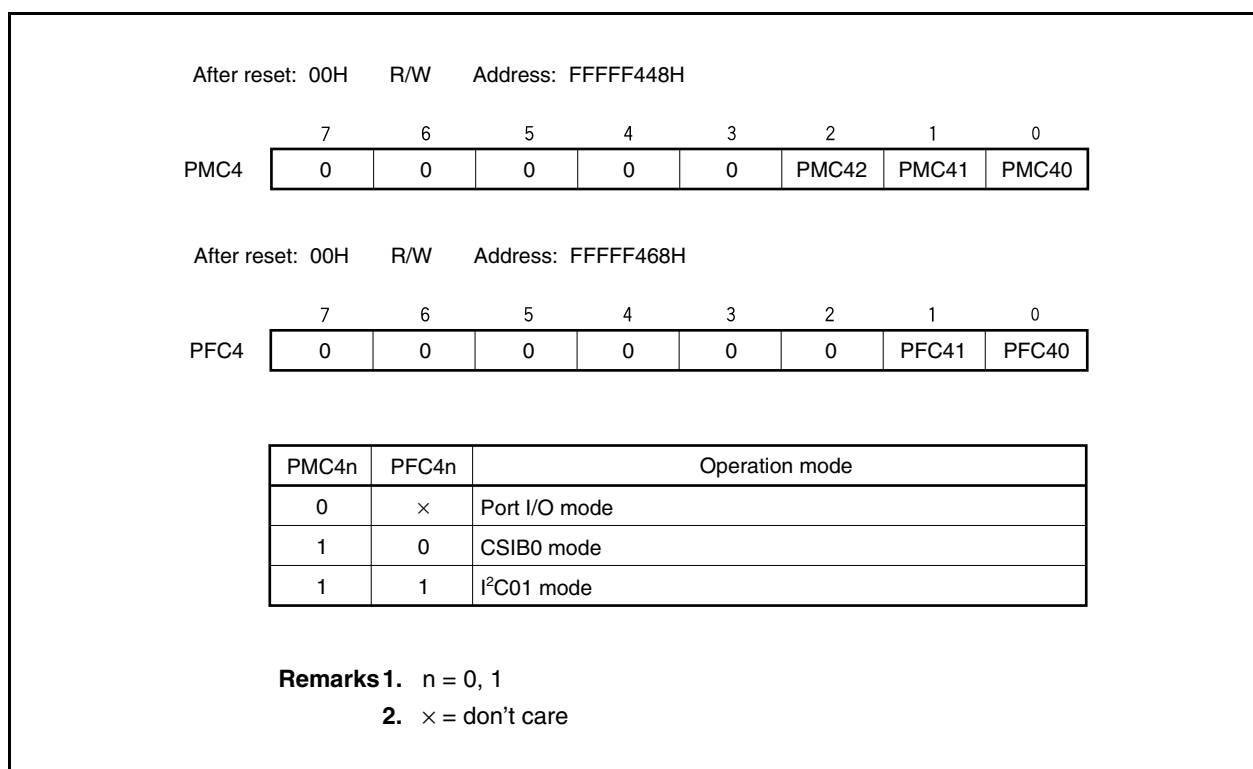 After reset: 00H R/W Address: FFFFF448H
7 6 5 4 3 2 1 0
PMC4 0 0 0 0 0 PMC42 PMC41 PMC40
After reset: 00H R/W Address: FFFFF468H
7 6 5 4 3 2 1 0
PFC4 0 0 0 0 0 0 PFC41 PFC40
PMC4n PFC4n Operation mode
0 × Port I/O mode
1 0 CSIB0 mode
1 1 I²C01 mode
Remarks 1. n = 0, 1
2. × = don't care